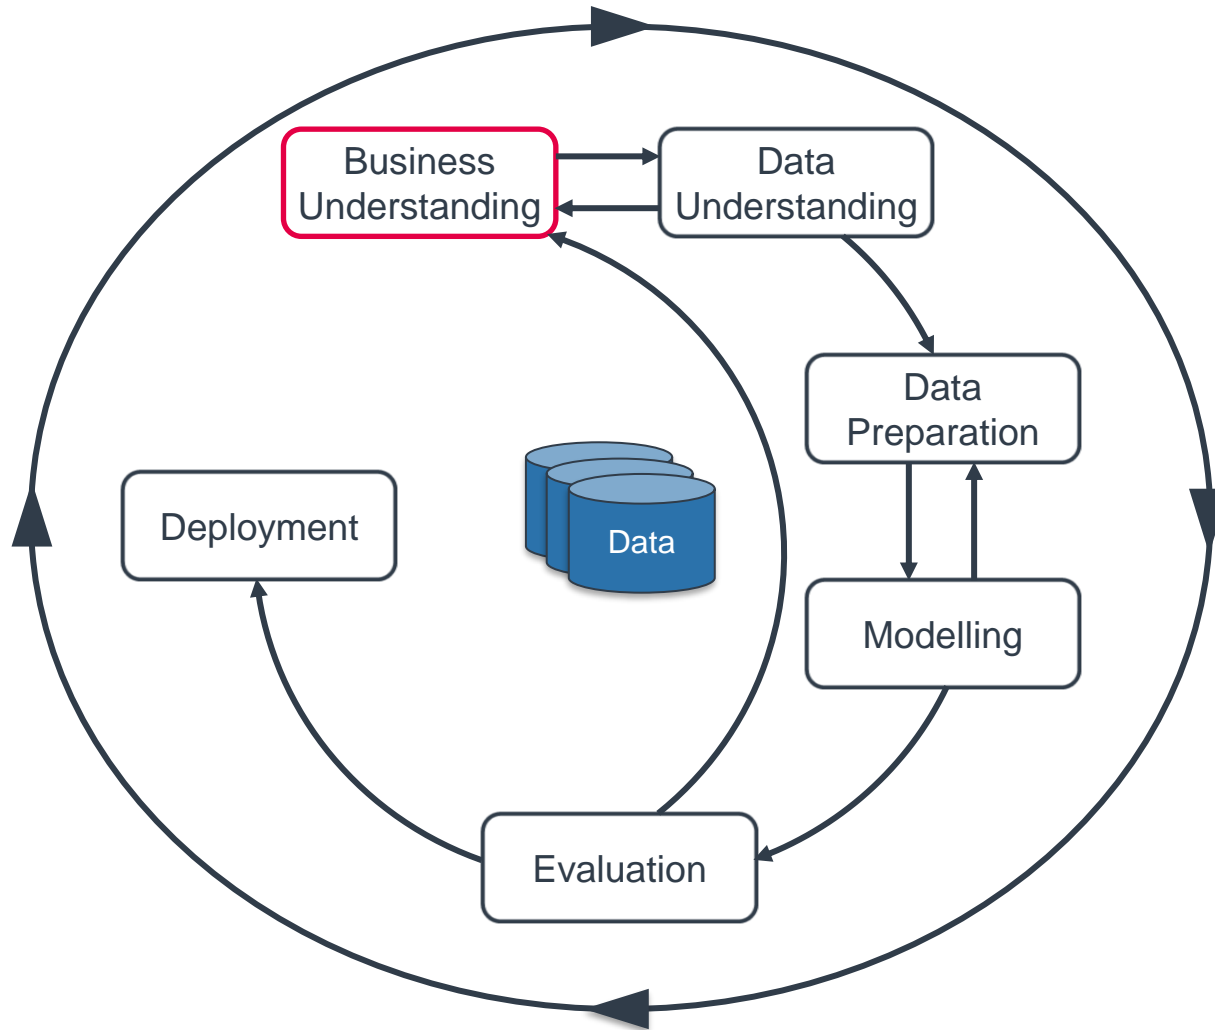 Business
Understanding
Data
Understanding
Data
Preparation
Deployment
Data
Modelling
Evaluation